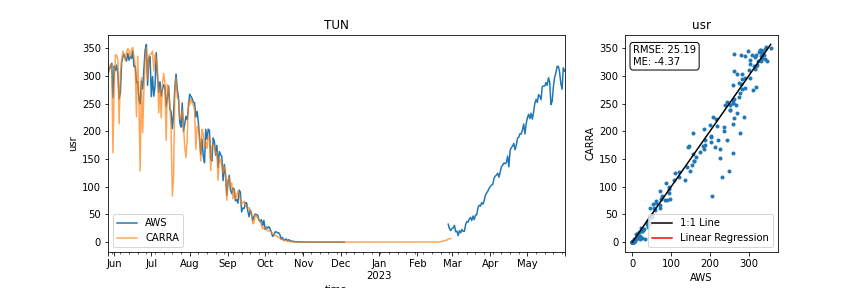 TUN
usr
350
300
250
200
150
100
50
0
usr
AWS
CARRA
Jun
Jul
Aug
Sep
Oct
Nov
Dec
Jan
Feb
Mar
Apr
May
2023
time
350
300
250
200
150
100
50
0
CARRA
RMSE: 25.19
ME: -4.37
1:1 Line
Linear Regression
0
100
200
300
AWS